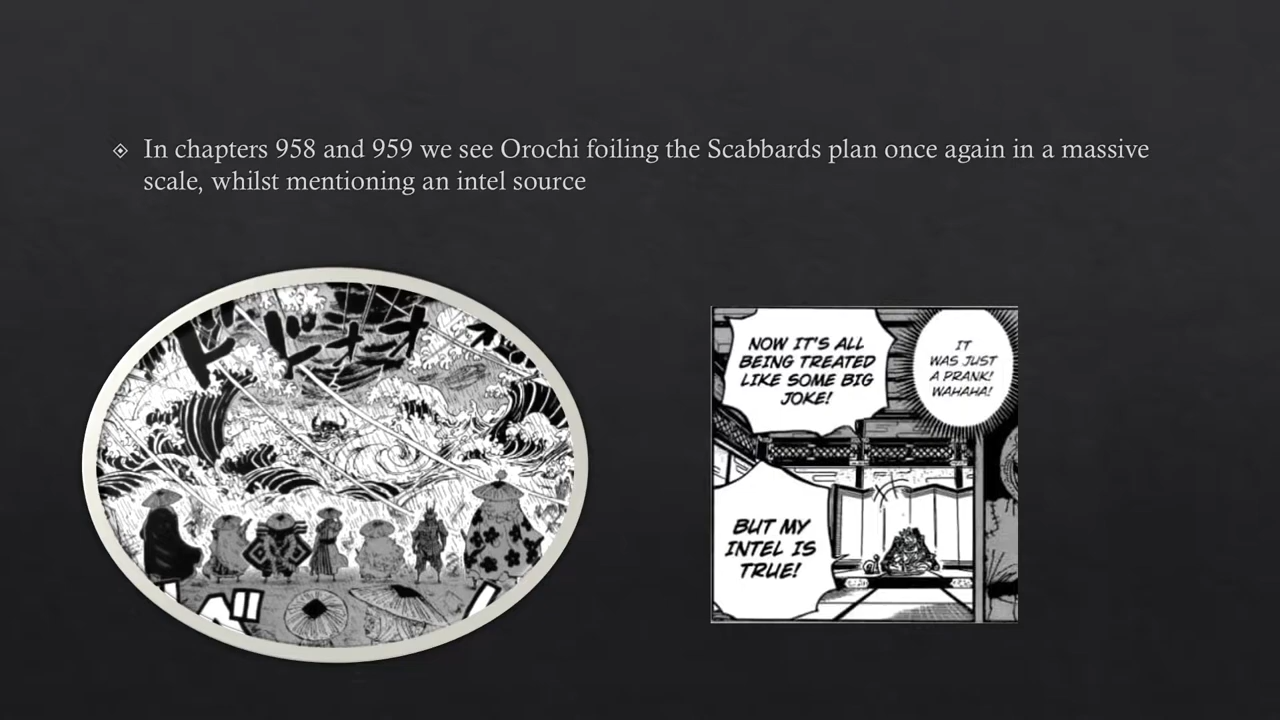 In chapters 958 and 959 we see Orochi foiling the Scabbards plan once again in a massive
scale, whilst mentioning an intel source
ドドオオ
NOW IT'S ALL
BEING TREATED
LIKE SOME BIG
JOKE!
IT
WAS JUST
A PRANK!
WAHAHA!
BUT MY
INTEL IS
TRUE!